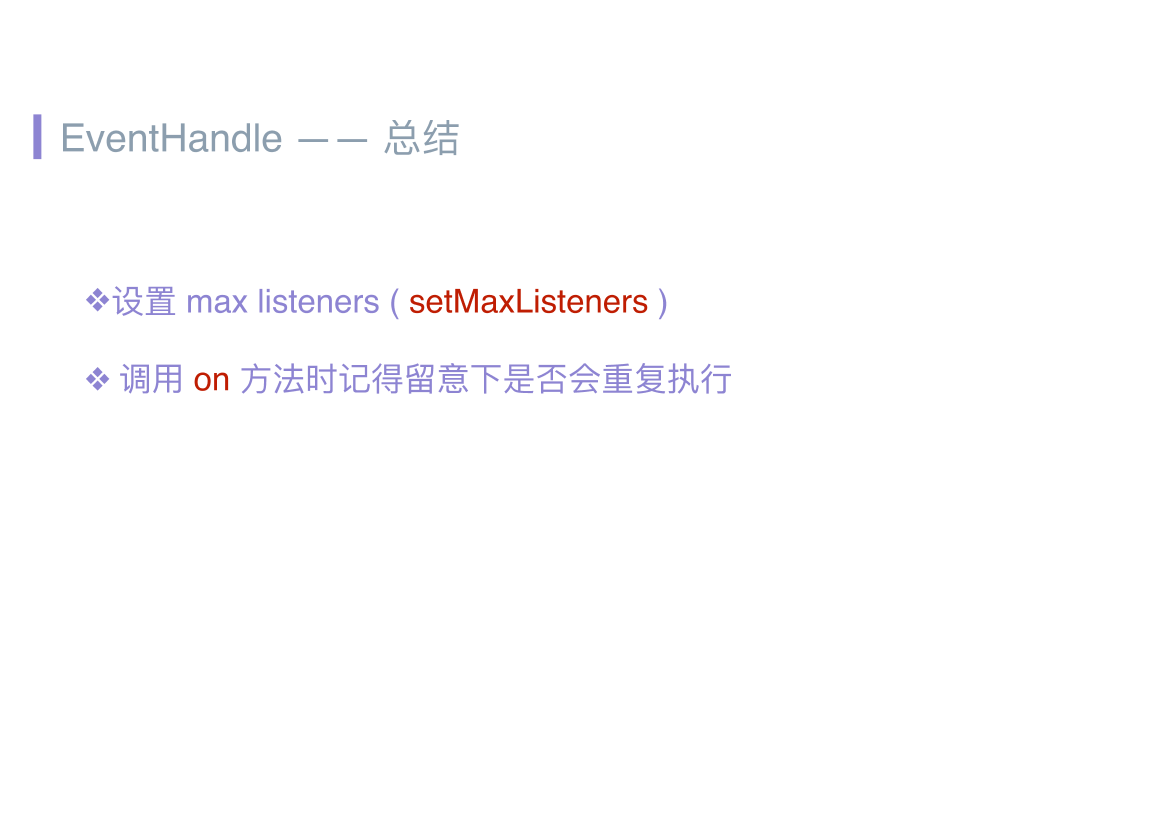 EventHandle —— 总结
❖设置 max listeners ( setMaxListeners )
❖ 调用 on 方法时记得留意下是否会重复执行